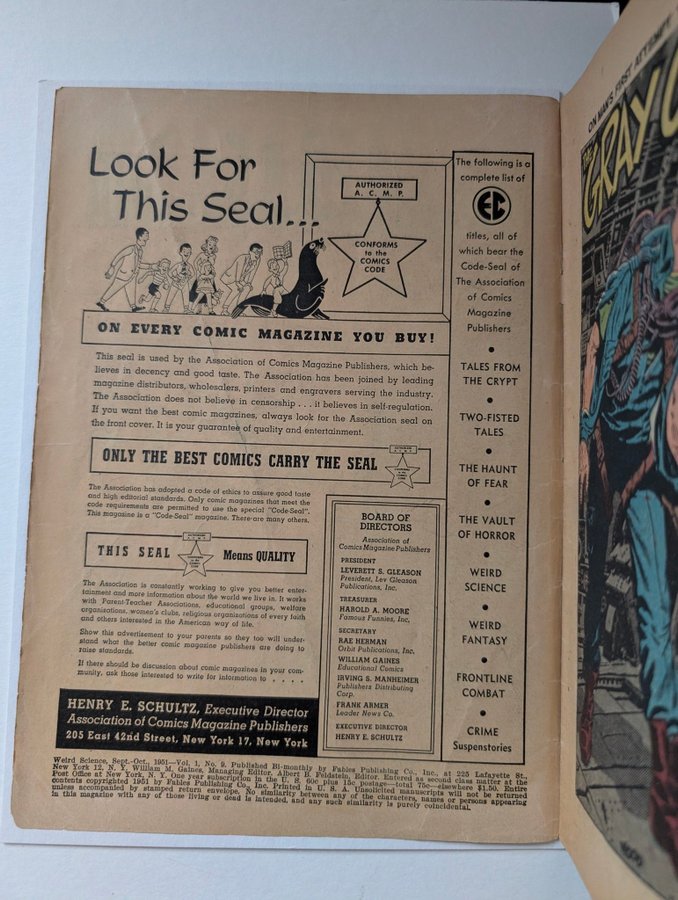 Look For
This Seal...
AUTHORIZED
A. C. M. P.
CONFORMS
to the
COMICS
CODE
ON EVERY COMIC MAGAZINE YOU BUY!
This seal is used by the Association of Comics Magazine Publishers, which be-
lieves in decency and good taste. The Association has been joined by leading
magazine distributors, wholesalers, printers and engravers serving the industry.
The Association does not believe in censorship . . . it believes in self-regulation.
If you want the best comic magazines, always look for the Association seal on
the front cover. It is your guarantee of quality and entertainment.
ONLY THE BEST COMICS CARRY THE SEAL
The Association has adopted a code of ethics to assure good taste
and high editorial standards. Only comic magazines that meet the
code requirements are permitted to use the special "Code-Seal".
This magazine is a "Code-Seal" magazine. There are many others.
THIS SEAL
Means QUALITY
The Association is constantly working to give you better enter-
tainment and more information about the world we live in. It works
with Parent-Teacher Associations, educational groups, welfare
organisations, women's clubs, religious organizations of every faith
and others interested in the American way of life.
Show this advertisement to your parents so they too will under-
stand what the better comic magazine publishers are doing to
raise standards.
If there should be discussion about comic magazines in your com-
munity, ask those interested to write for information to . . . .
HENRY E. SCHULTZ, Executive Director
Association of Comics Magazine Publishers
205 East 42nd Street, New York 17, New York
BOARD OF
DIRECTORS
Association of
Comics Magazine Publishers
PRESIDENT
LEVERETT S. GLEASON
President, Lev Gleason
Publications, Inc.
TREASURER
HAROLD A. MOORE
Famous Funnies, Inc.
SECRETARY
RAE HERMAN
Orbit Publications, Inc.
WILLIAM GAINES
Educational Comics
IRVING S. MANHEIMER
Publishers Distributing
Corp.
FRANK ARMER
Leader News Co.
EXECUTIVE DIRECTOR
HENRY E. SCHULTZ
The following is a
complete list of
EC
titles, all of
which bear the
Code-Seal of
The Association
of Comics
Magazine
Publishers
TALES FROM
THE CRYPT
TWO-FISTED
TALES
THE HAUNT
OF FEAR
THE VAULT
OF HORROR
WEIRD
SCIENCE
WEIRD
FANTASY
FRONTLINE
COMBAT
CRIME
Suspenstories
Weird Science, Sept.-Oct., 1951—Vol. 1, No. 9. Published Bi-monthly by Fables Publishing Co., Inc., at 225 Lafayette St.,
New York 12, N. Y. William M. Gaines, Managing Editor. Albert B. Feldstein, Editor. Entered as second class matter at the
Post Office at New York, N. Y. One year subscription in the U. S. 60c plus 15c postage—total 75c—elsewhere $1.50. Entire
contents copyrighted 1951 by Fables Publishing Co., Inc. Printed in U. S. A. Unsolicited manuscripts will not be returned
unless accompanied by stamped return envelope. No similarity between any of the characters, names or persons appearing
in this magazine with any of those living or dead is intended, and any such similarity is purely coincidental.
ON MAN'S FIRST ATTEMPT
The
GRAY